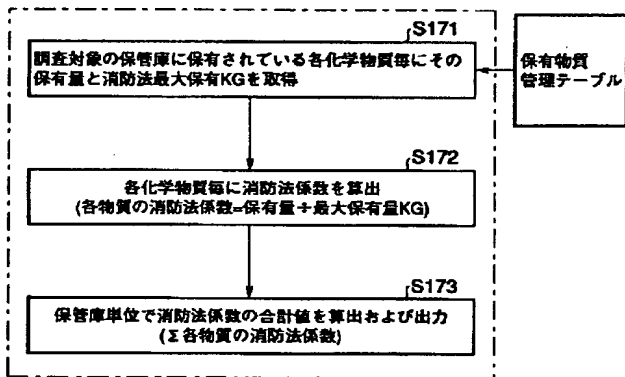 S171
調査対象の保管庫に保有されている各化学物質毎にその
保有量と消防法最大保有KGを取得
保有物質
管理テーブル
S172
各化学物質毎に消防法係数を算出
(各物質の消防法係数=保有量÷最大保有量KG)
S173
保管庫単位で消防法係数の合計値を算出および出力
(Σ各物質の消防法係数)